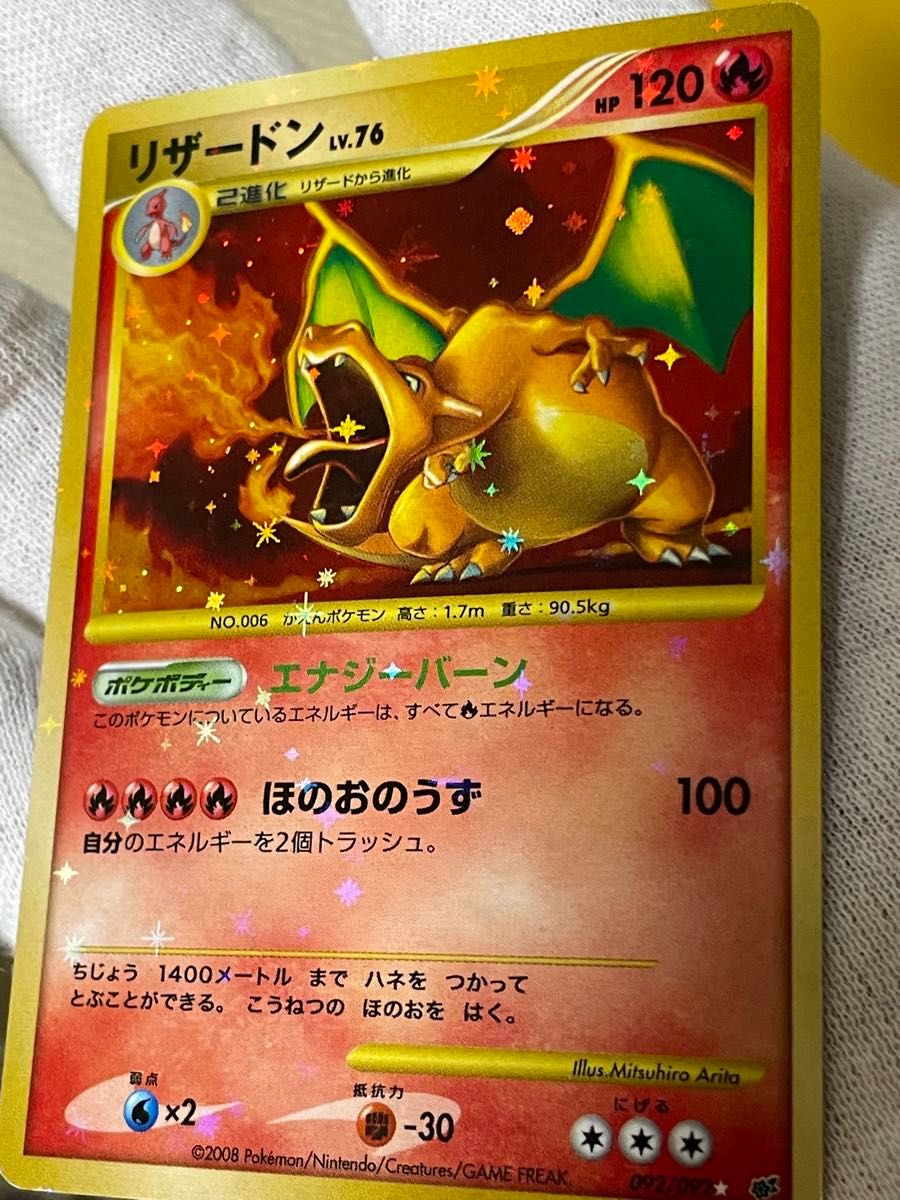 リザードン LV.76
HP 120
2進化 リザードから進化
NO.006 かえんポケモン 高さ:1.7m 重さ:90.5kg
ポケボディー エナジーバーン
このポケモンについているエネルギーは、すべてエネルギーになる。
ほのおのうず 100
自分のエネルギーを2個トラッシュ。
ちじょう 1400メートル まで ハネを つかって
とぶことができる。 こうねつの ほのおを はく。
Illus.Mitsuhiro Arita
弱点 抵抗力 にげる
×2 -30
©2008 Pokémon/Nintendo/Creatures/GAME FREAK.
092/092★